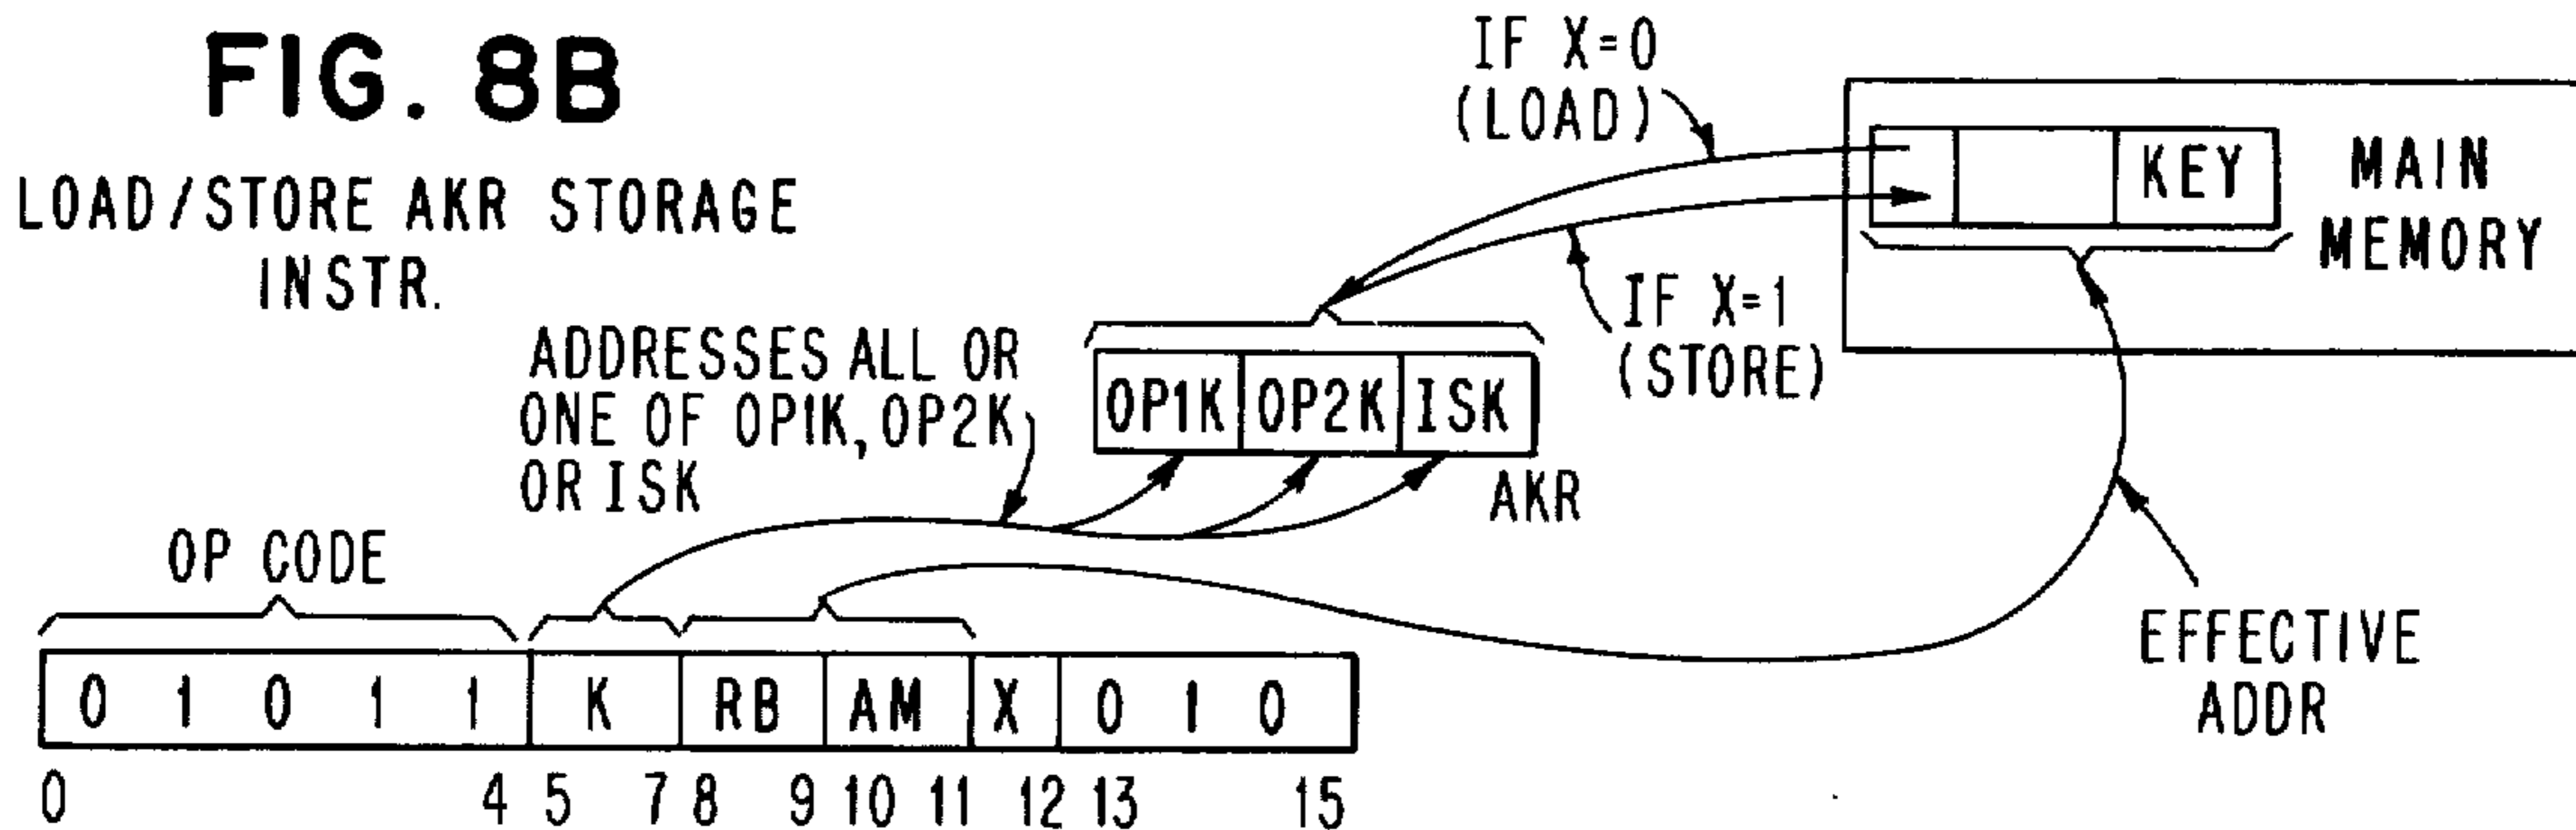 FIG. 8B
LOAD/STORE AKR STORAGE
INSTR.
IF X=0
(LOAD)
KEY
MAIN
MEMORY
IF X=1
(STORE)
ADDRESSES ALL OR
ONE OF OP1K, OP2K
OR ISK
OP1K OP2K ISK
AKR
EFFECTIVE
ADDR
OP CODE
0 1 0 1 1 K RB AM X 0 1 0
0 4 5 7 8 9 10 11 12 13 15